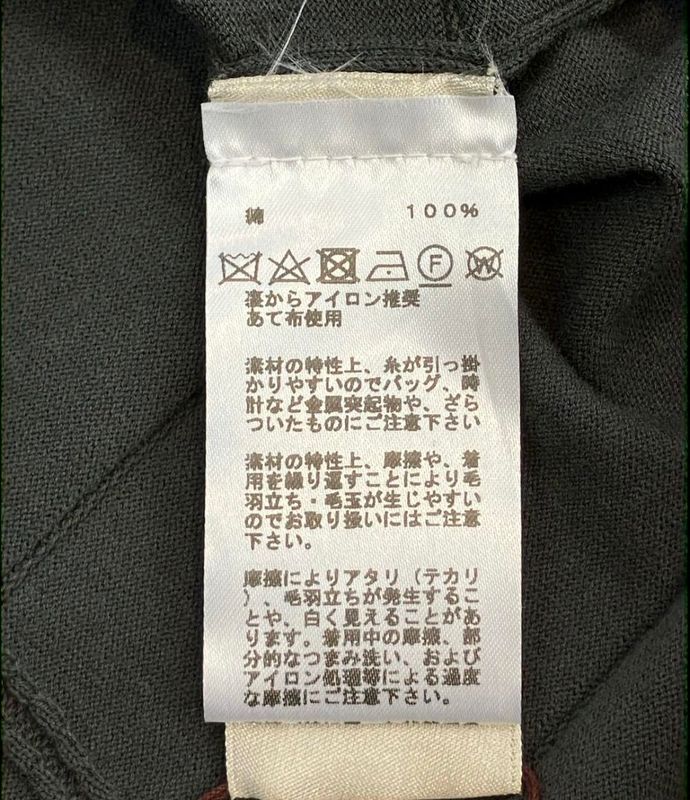 綿 100%
F W
裏からアイロン推奨
あて布使用
素材の特性上、糸が引っ掛
かりやすいのでバッグ、時
計など金属突起物や、ざら
ついたものにご注意下さい
素材の特性上、摩擦や、着
用を繰り返すことにより毛
羽立ち・毛玉が生じやすい
のでお取り扱いにはご注意
下さい。
摩擦によりアタリ（テカリ
）、毛羽立ちが発生するこ
とや、白く見えることがあ
ります。着用中の摩擦、部
分的なつまみ洗い、および
アイロン処理等による過度
な摩擦にご注意下さい。